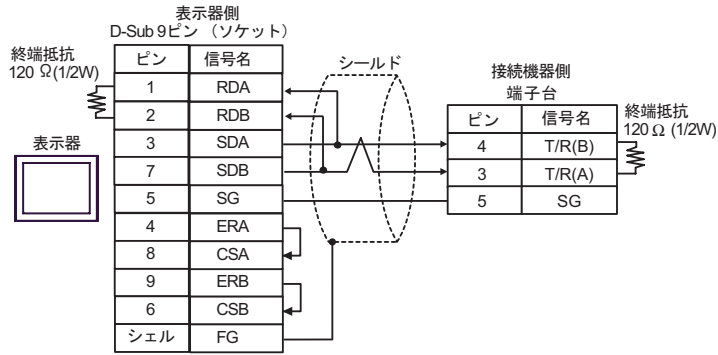 表示器側
D-Sub 9ピン （ソケット）
終端抵抗
120 Ω(1/2W)
表示器
ピン 信号名
1 RDA
2 RDB
3 SDA
7 SDB
5 SG
4 ERA
8 CSA
9 ERB
6 CSB
シェル FG
シールド
接続機器側
端子台
ピン 信号名
4 T/R(B)
3 T/R(A)
5 SG
終端抵抗
120 Ω (1/2W)